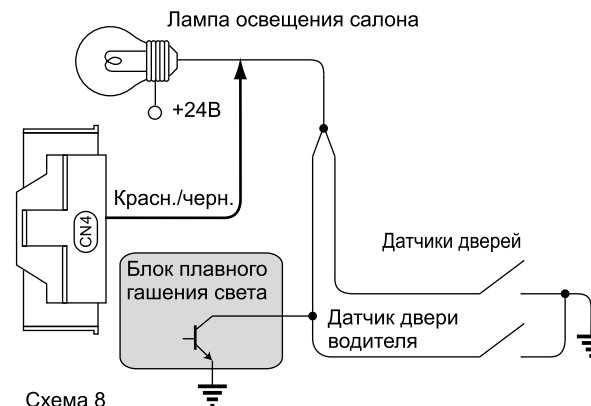 Лампа освещения салона
+24В
Красн./черн.
CN4
Датчики дверей
Блок плавного
гашения света
Датчик двери
водителя
Схема 8